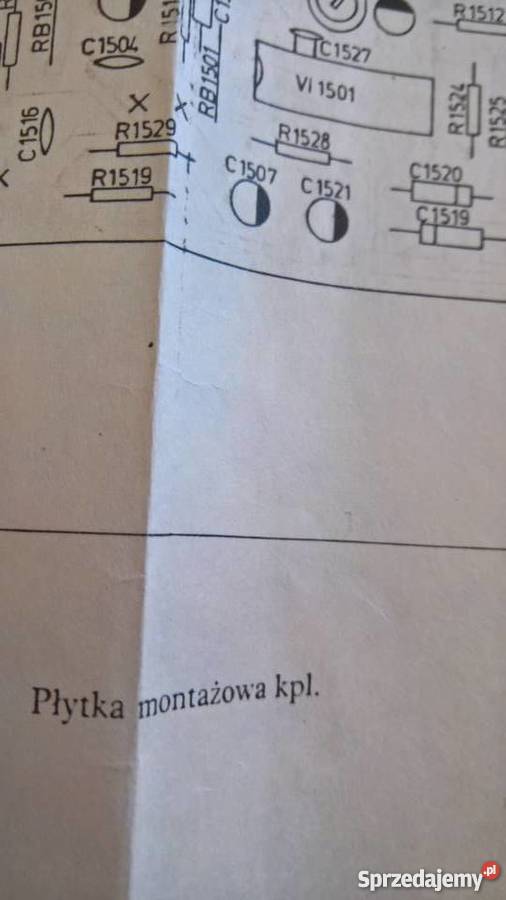 R1512
C1504
C1527
Vi 1501
RB1501
R1524
R1525
C1516
R1529
R1528
R1519
C1507
C1521
C1520
C1519
Płytka montażowa kpl.
Sprzedajemy.pl